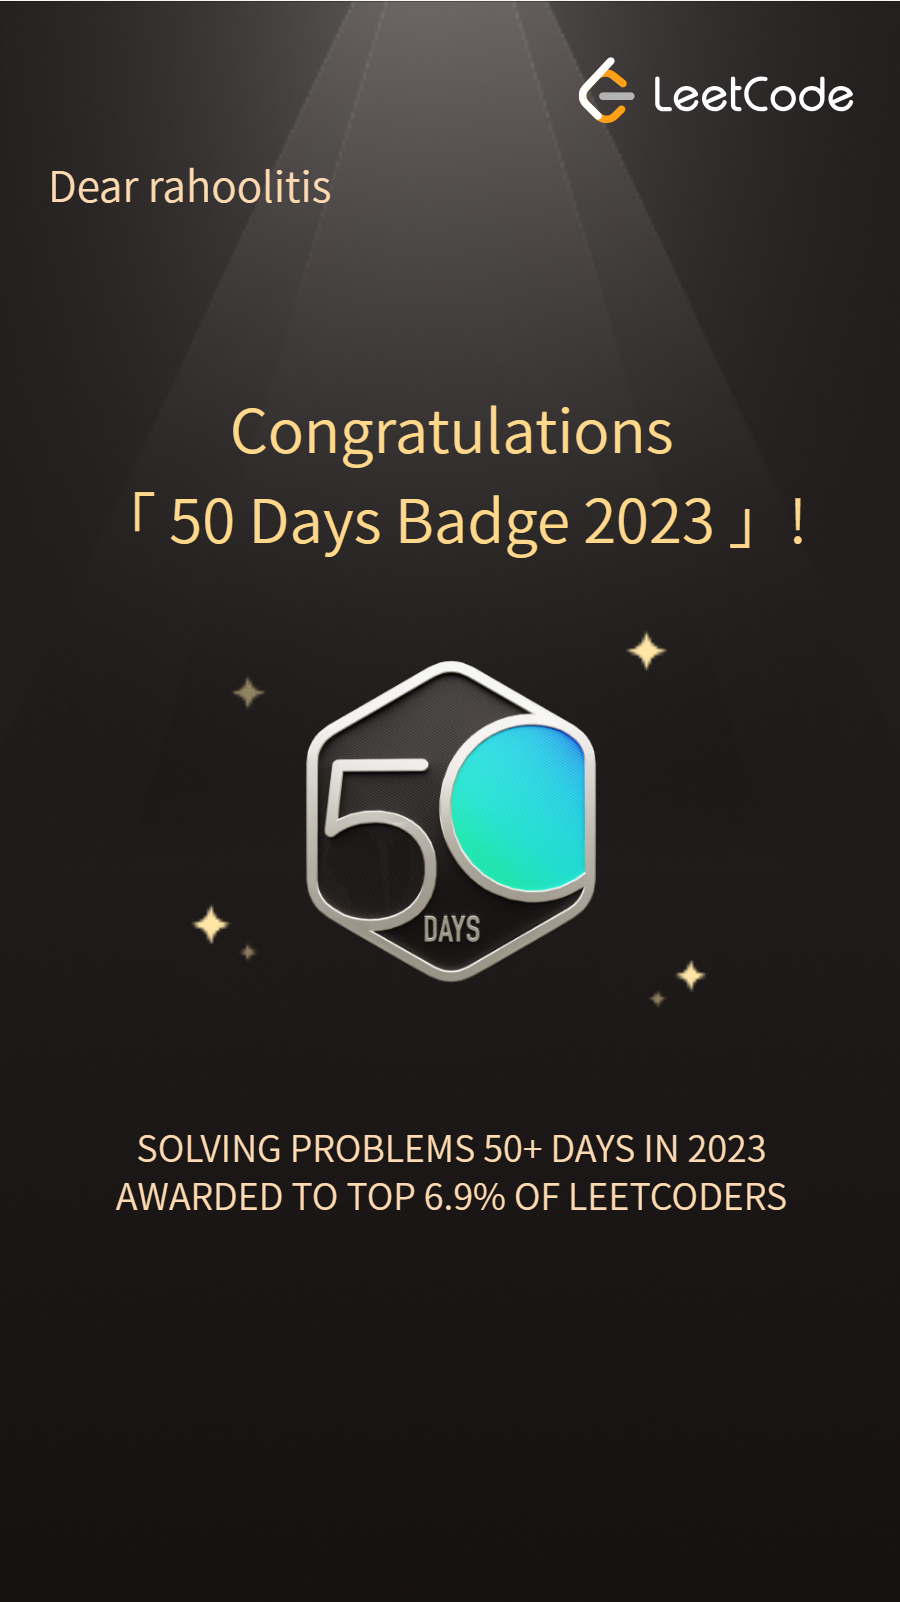 LeetCode
Dear rahoolitis
Congratulations
「 50 Days Badge 2023 」 !
50
DAYS
SOLVING PROBLEMS 50+ DAYS IN 2023
AWARDED TO TOP 6.9% OF LEETCODERS